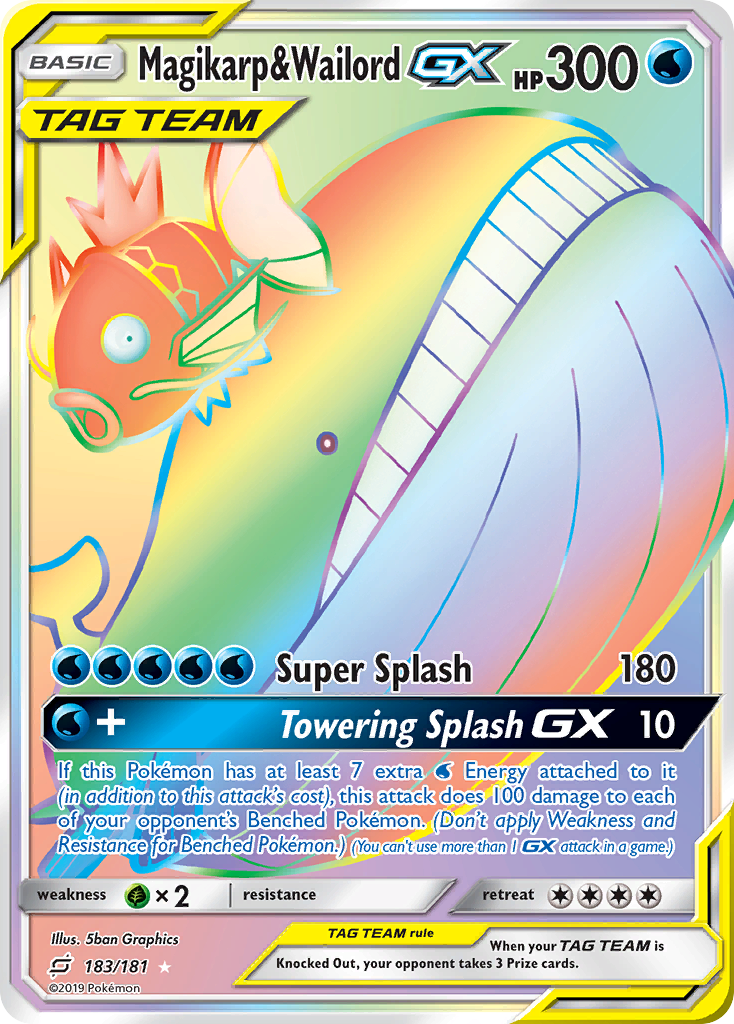 BASIC Magikarp&Wailord GX HP300
TAG TEAM
Super Splash 180
+ Towering Splash GX 10
If this Pokémon has at least 7 extra Energy attached to it
(in addition to this attack's cost), this attack does 100 damage to each
of your opponent's Benched Pokémon. (Don't apply Weakness and
Resistance for Benched Pokémon.) (You can't use more than 1 GX attack in a game.)
weakness ×2 resistance retreat
Illus. 5ban Graphics
183/181
©2019 Pokémon
TAG TEAM rule
When your TAG TEAM is
Knocked Out, your opponent takes 3 Prize cards.